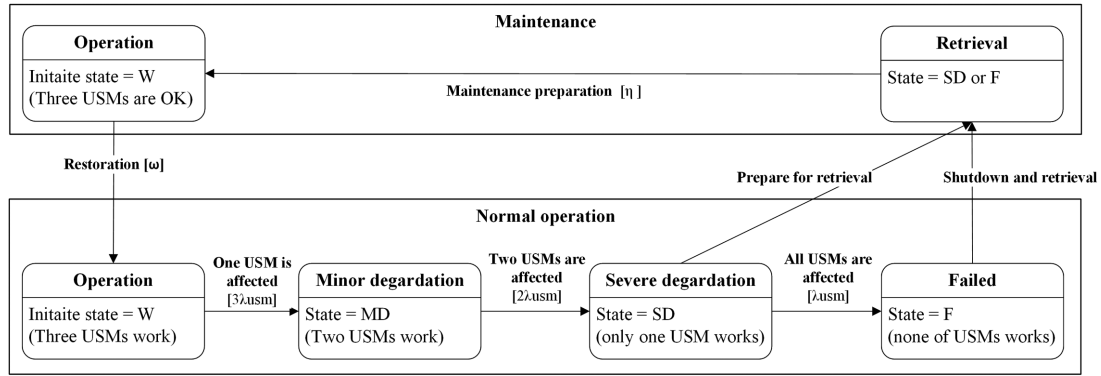 Maintenance
Operation
Initaite state = W
(Three USMs are OK)
Retrieval
State = SD or F
Maintenance preparation [η ]
Restoration [ω]
Prepare for retrieval
Shutdown and retrieval
Normal operation
Operation
Initaite state = W
(Three USMs work)
One USM is
affected
[3λusm]
Minor degardation
State = MD
(Two USMs work)
Two USMs are
affected
[2λusm]
Severe degardation
State = SD
(only one USM works)
All USMs are
affected
[λusm]
Failed
State = F
(none of USMs works)